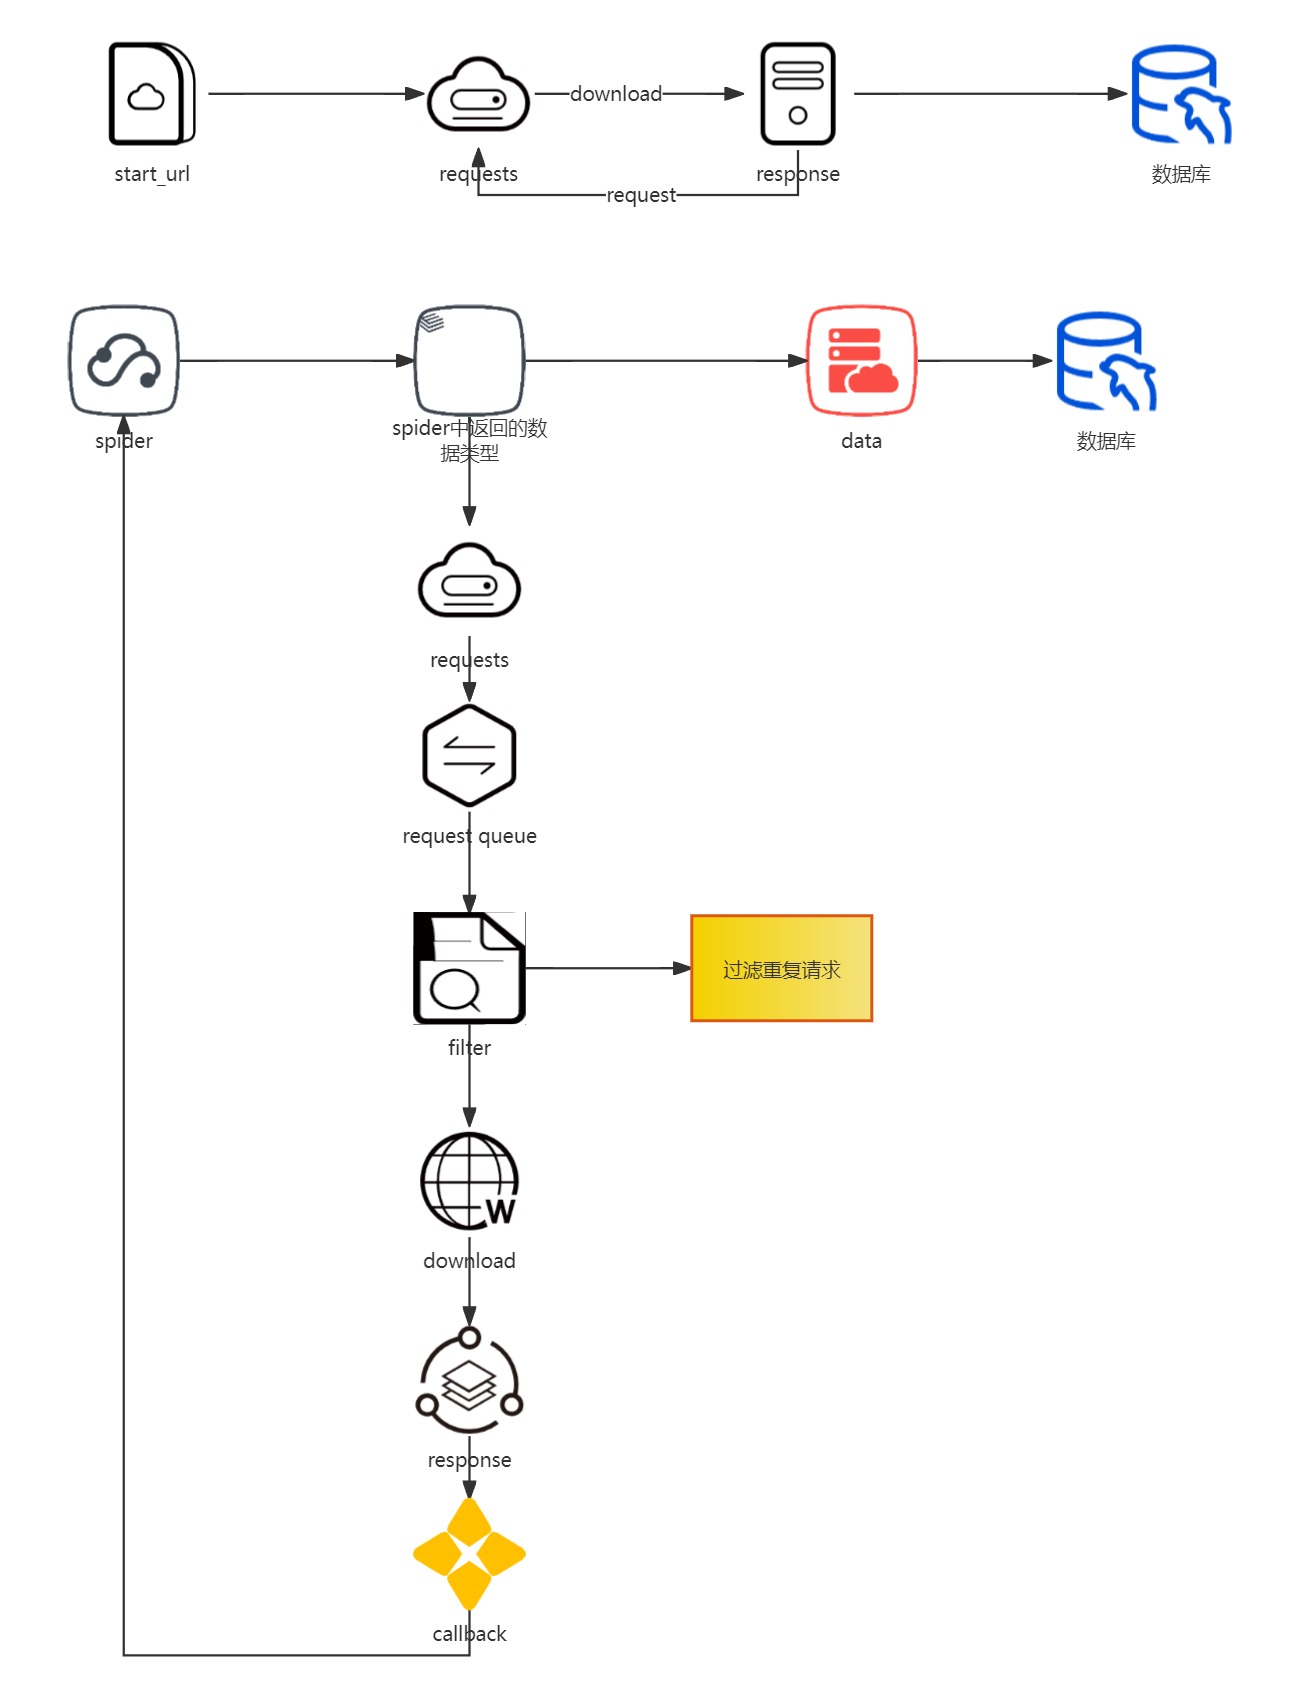 download
start_url
requests
response
数据库
request
spider
spider中返回的数
据类型
data
数据库
requests
request queue
过滤重复请求
filter
W
download
response
callback